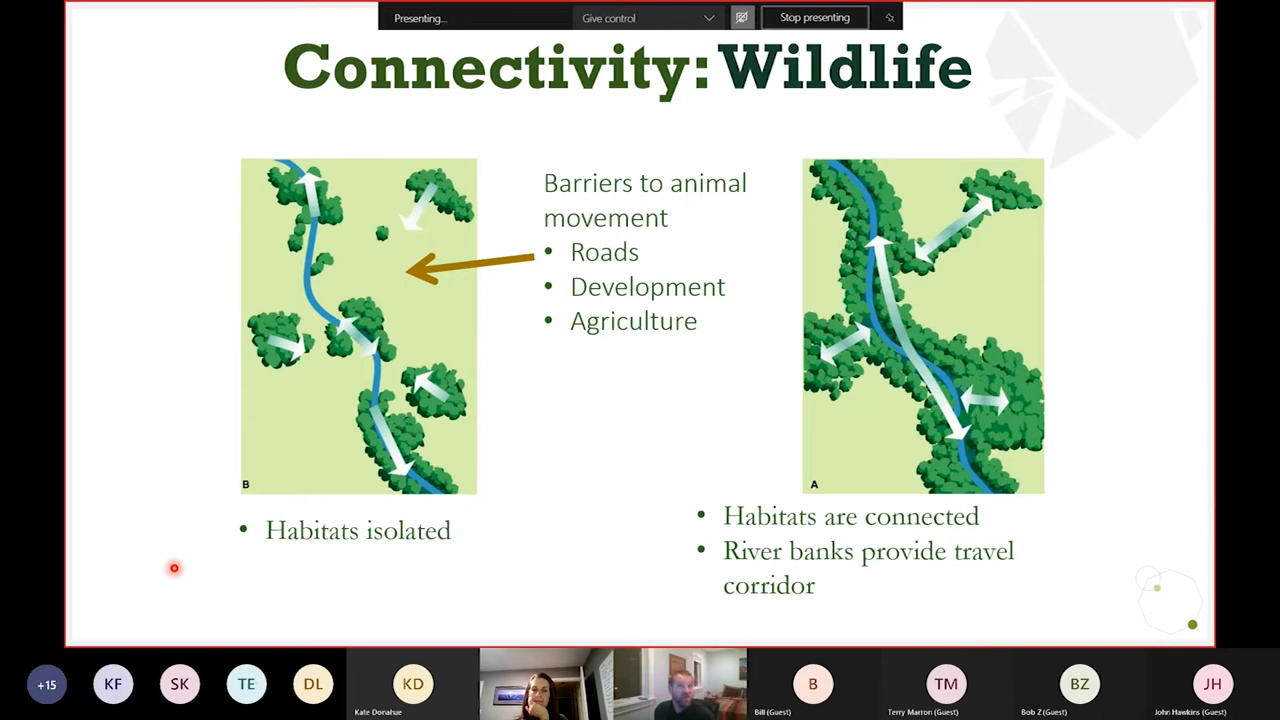 Presenting...
Give control
Stop presenting
Connectivity: Wildlife
Barriers to animal
movement
• Roads
• Development
• Agriculture
B
A
• Habitats isolated
• Habitats are connected
• River banks provide travel
corridor
+15
KF
SK
TE
DL
KD
Kate Donahue
B
Bill (Guest)
TM
Terry Marron (Guest)
BZ
Bob Z (Guest)
JH
John Hawkins (Guest)